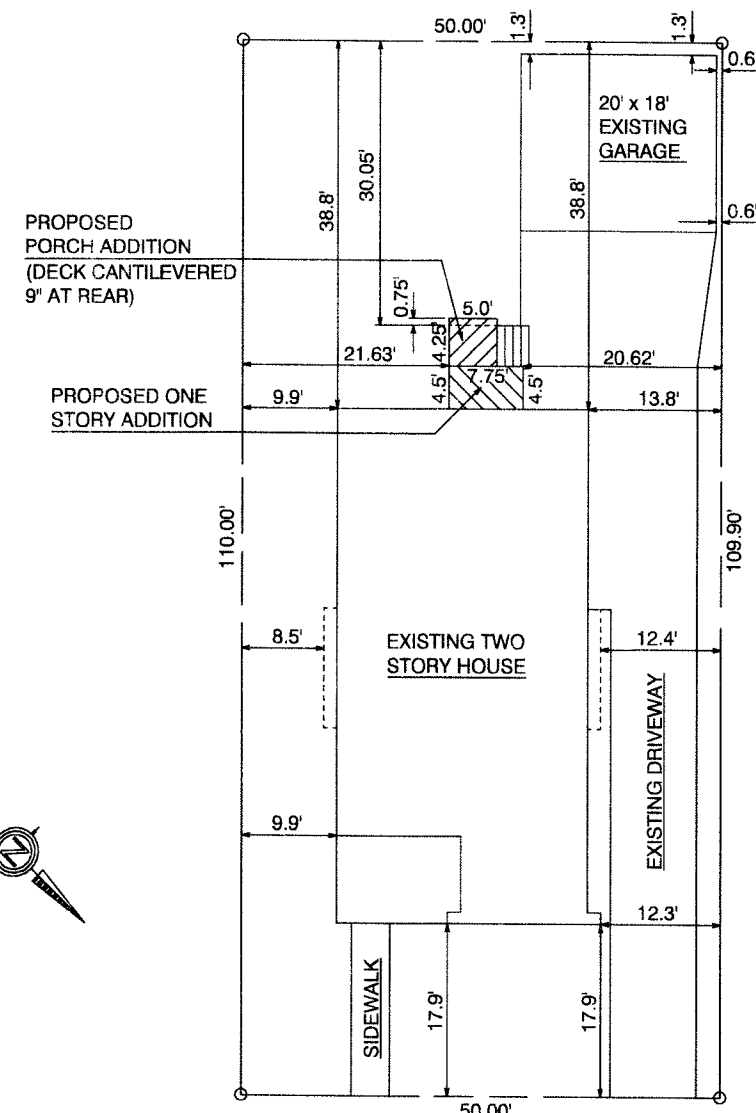 50.00'
1.3'
1.3'
0.6
20' x 18'
EXISTING
GARAGE
38.8'
30.05'
38.8'
0.6'
PROPOSED
PORCH ADDITION
(DECK CANTILEVERED
9" AT REAR)
0.75'
5.0'
4.25'
21.63'
20.62'
PROPOSED ONE
STORY ADDITION
9.9'
4.5'
7.75'
4.5'
13.8'
110.00'
109.90'
8.5'
EXISTING TWO
STORY HOUSE
12.4'
EXISTING DRIVEWAY
N
9.9'
12.3'
SIDEWALK
17.9'
17.9'
50.00'